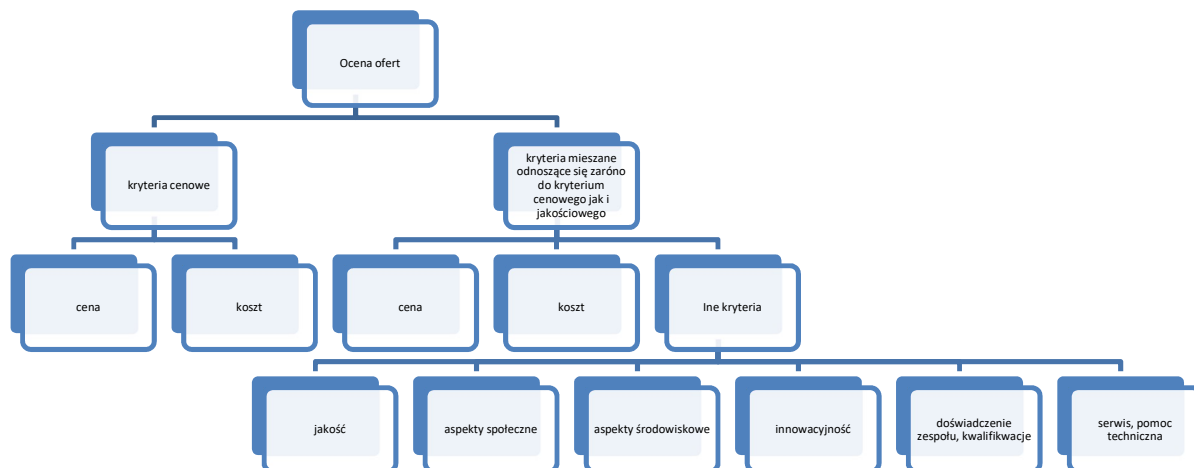 Ocena ofert
kryteria cenowe
kryteria mieszane
odnoszące się zaróno
do kryterium
cenowego jak i
jakościowego
cena
koszt
cena
koszt
Ine kryteria
jakość
aspekty społeczne
aspekty środowiskowe
innowacyjność
doświadczenie
zespołu, kwalifikwacje
serwis, pomoc
techniczna